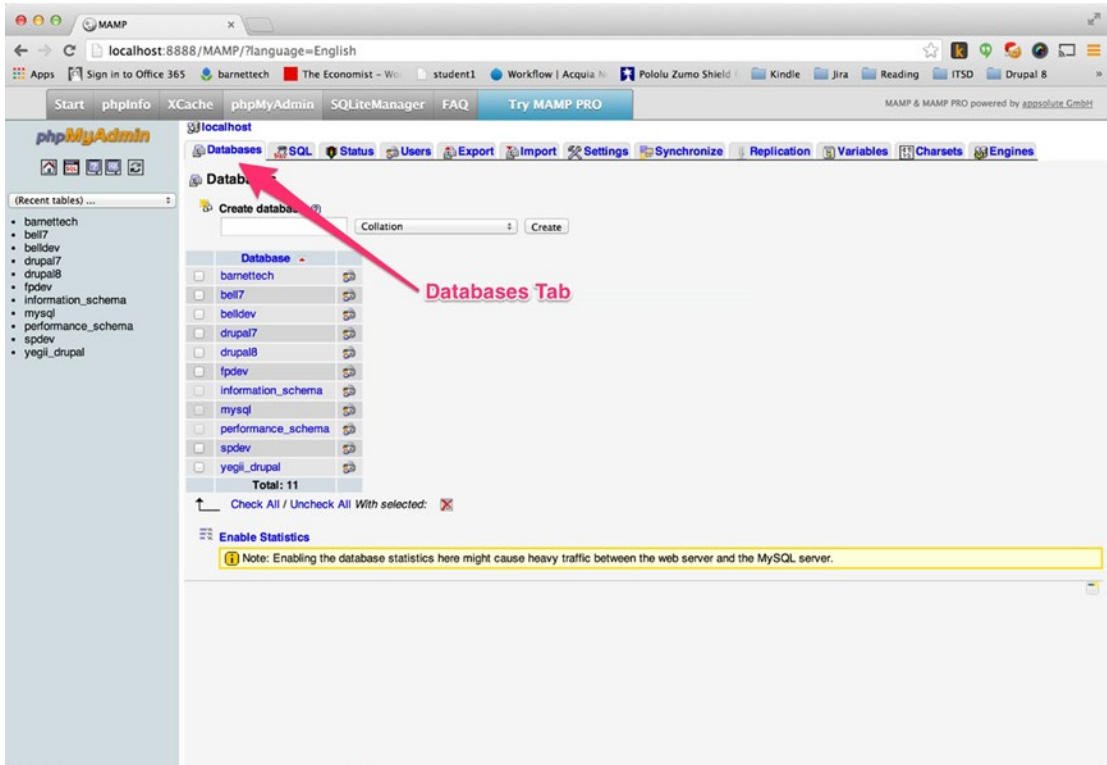 MAMP
localhost:8888/MAMP/?language=English
Apps Sign in to Office 365 barnettech The Economist – Wo student1 Workflow | Acquia N Pololu Zumo Shield Kindle Jira Reading ITSD Drupal 8 »
Start phpInfo XCache phpMyAdmin SQLiteManager FAQ Try MAMP PRO MAMP & MAMP PRO powered by appsolute GmbH
phpMyAdmin
(Recent tables) ...
barnettech
bell7
belldev
drupal7
drupal8
fpdev
information_schema
mysql
performance_schema
spdev
yegii_drupal
localhost
Databases SQL Status Users Export Import Settings Synchronize Replication Variables Charsets Engines
Create database
Collation Create
Databases Tab
Database
barnettech
bell7
belldev
drupal7
drupal8
fpdev
information_schema
mysql
performance_schema
spdev
yegii_drupal
Total: 11
Check All / Uncheck All With selected:
Enable Statistics
Note: Enabling the database statistics here might cause heavy traffic between the web server and the MySQL server.